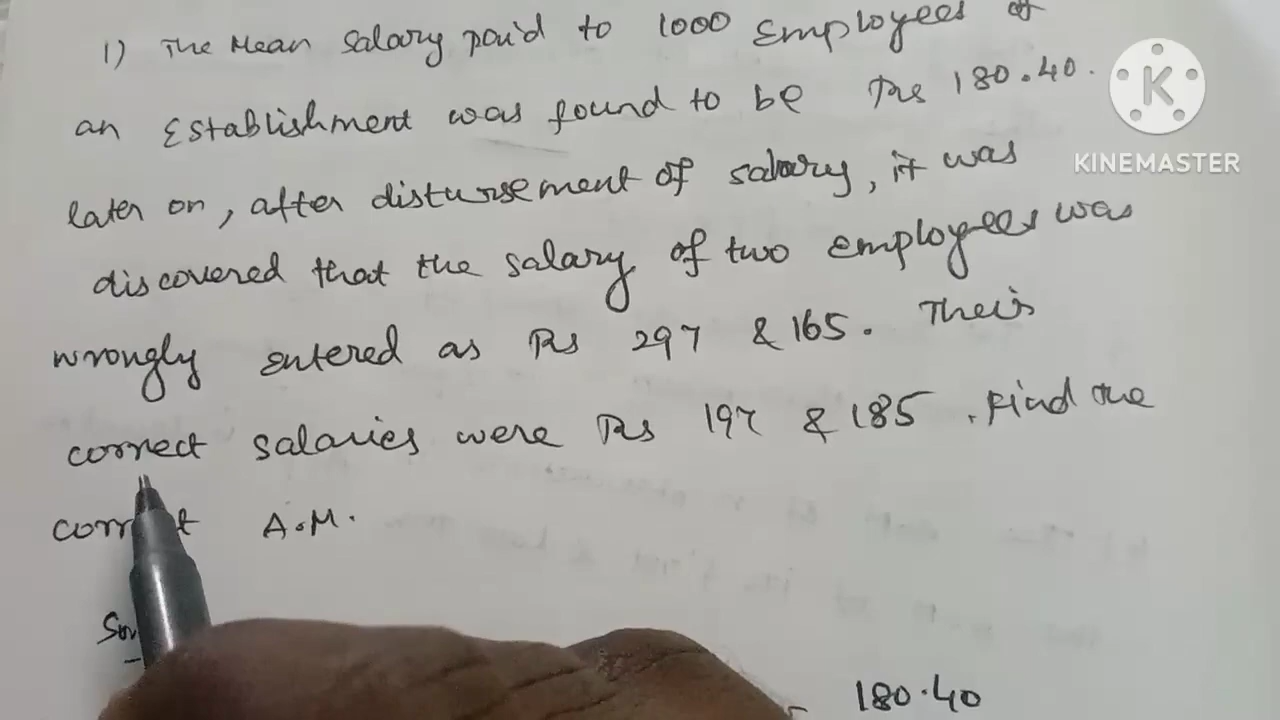 1) The Mean salary paid to 1000 Employees of
an Establishment was found to be Rs 180.40.
later on, after distursement of salary, it was
discovered that the salary of two employees was
wrongly entered as Rs 297 & 165. Their
correct salaries were Rs 197 & 185. Find the
correct A.M.
180.40
K
KINEMASTER